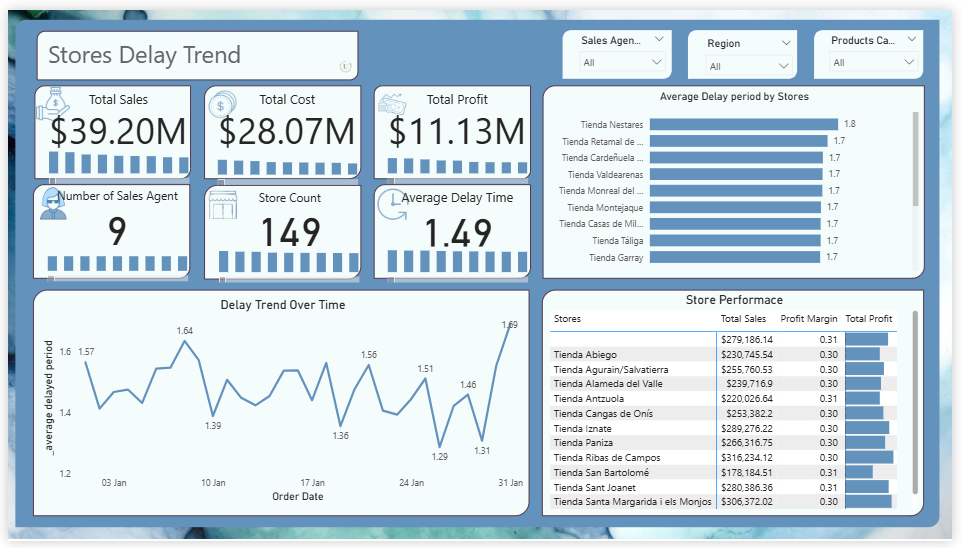 Stores Delay Trend
Sales Agen...
All
Region
All
Products Ca...
All
Total Sales
$39.20M
Total Cost
$28.07M
Total Profit
$11.13M
Number of Sales Agent
9
Store Count
149
Average Delay Time
1.49
Average Delay period by Stores
Tienda Nestares 1.8
Tienda Retamal de ... 1.7
Tienda Cardeñuela ... 1.7
Tienda Valdearenas 1.7
Tienda Monreal del ... 1.7
Tienda Montejaque 1.7
Tienda Casas de Mil... 1.7
Tienda Táliga 1.7
Tienda Garray 1.7
Delay Trend Over Time
_average delayed period
1.6
1.4
1.2
1.57
1.64
1.39
1.36
1.56
1.51
1.29
1.46
1.31
1.69
03 Jan
10 Jan
17 Jan
24 Jan
31 Jan
Order Date
Store Performace
Stores Total Sales Profit Margin Total Profit
$279,186.14 0.31
Tienda Abiego $230,745.54 0.30
Tienda Agurain/Salvatierra $255,760.53 0.30
Tienda Alameda del Valle $239,716.9 0.30
Tienda Antzuola $220,026.64 0.31
Tienda Cangas de Onís $253,382.2 0.30
Tienda Iznate $289,276.22 0.30
Tienda Paniza $266,316.75 0.30
Tienda Ribas de Campos $316,234.12 0.30
Tienda San Bartolomé $178,184.51 0.31
Tienda Sant Joanet $280,386.36 0.31
Tienda Santa Margarida i els Monjos $306,372.02 0.30